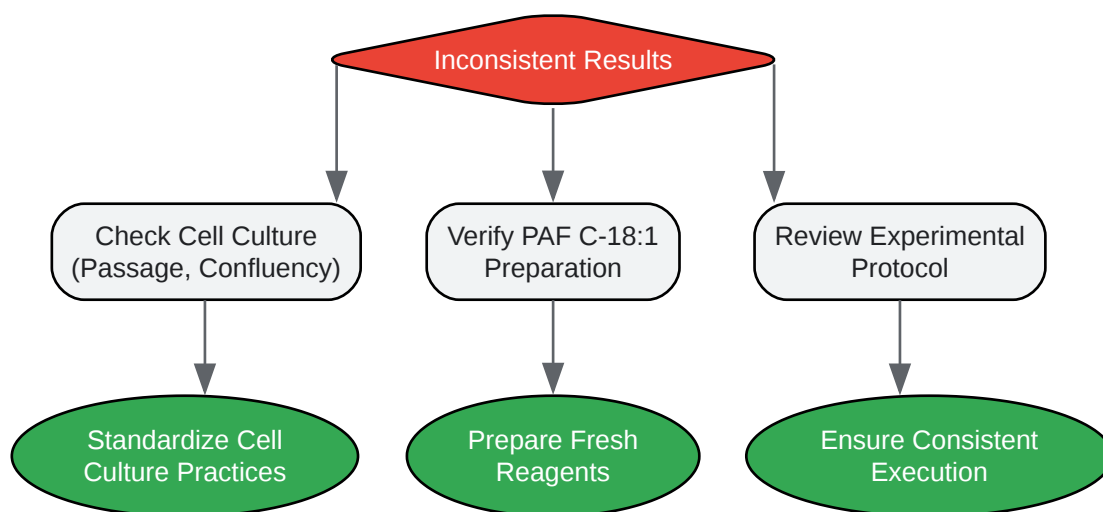 Inconsistent Results
Check Cell Culture
(Passage, Confluency)
Verify PAF C-18:1
Preparation
Review Experimental
Protocol
Standardize Cell
Culture Practices
Prepare Fresh
Reagents
Ensure Consistent
Execution